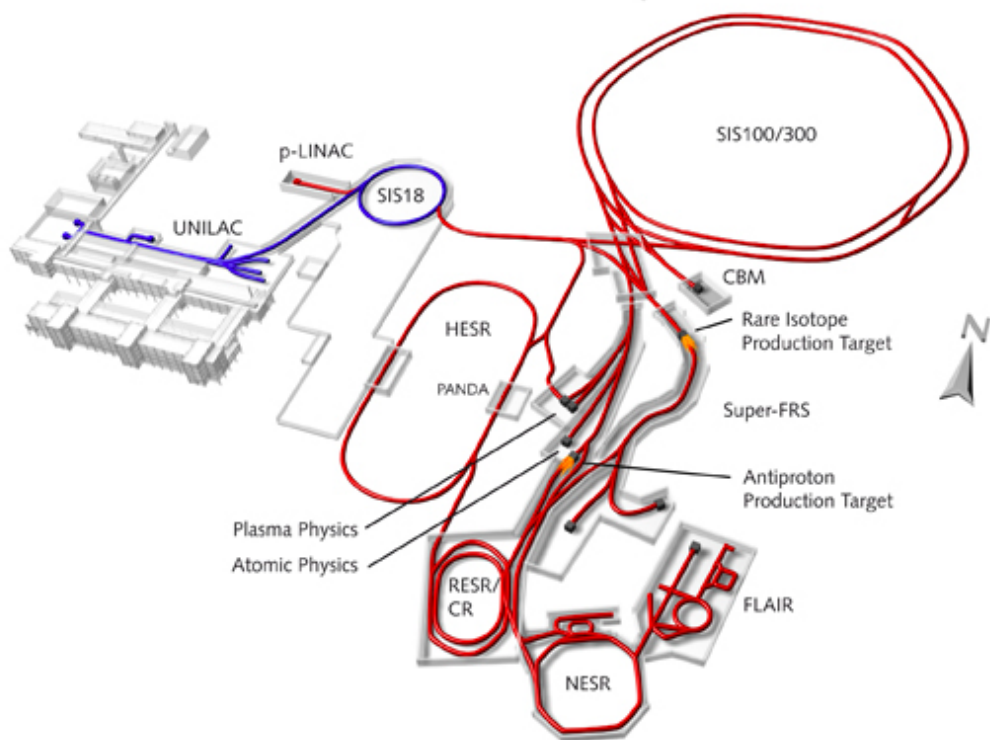 SIS100/300
p-LINAC
SIS18
UNILAC
CBM
HESR
Rare Isotope
Production Target
N
PANDA
Super-FRS
Antiproton
Production Target
Plasma Physics
Atomic Physics
RESR/
CR
FLAIR
NESR